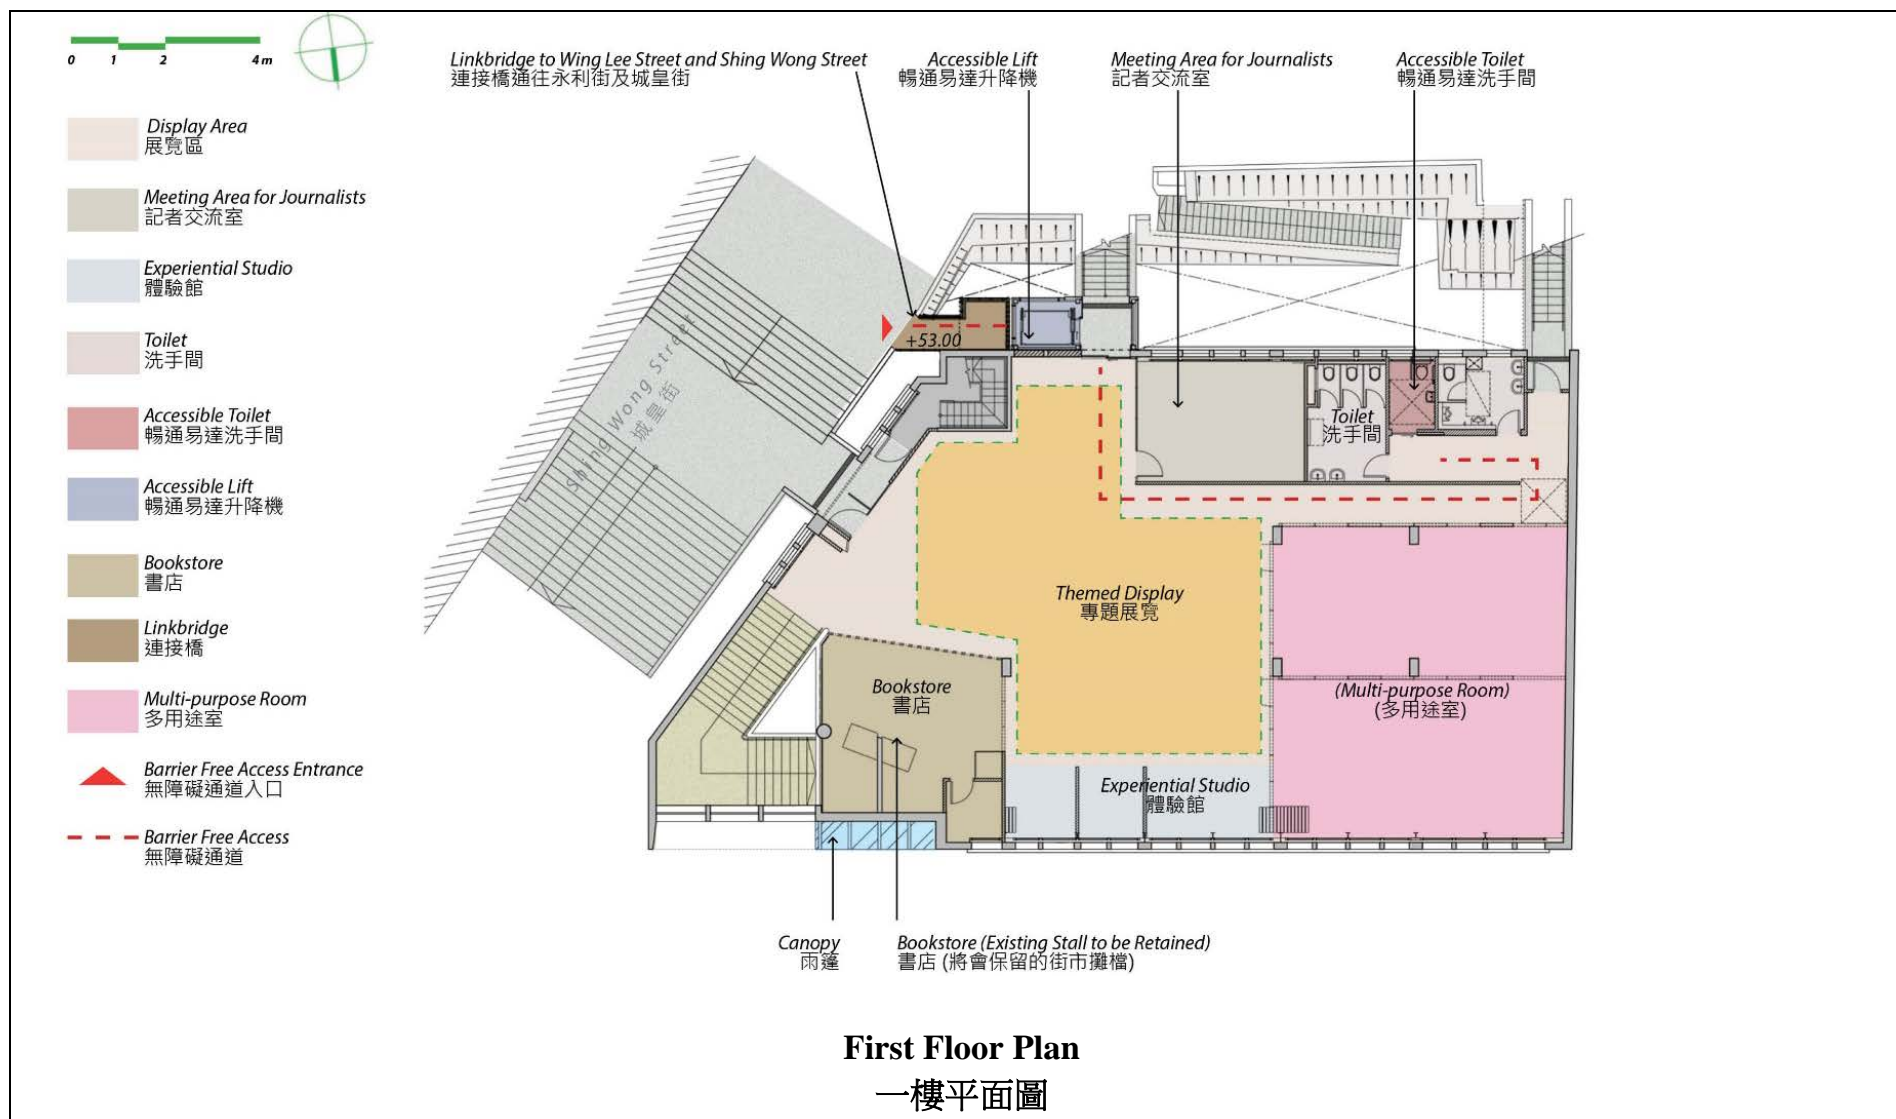 0 1 2 4 m
Linkbridge to Wing Lee Street and Shing Wong Street
連接橋通往永利街及城皇街
Accessible Lift
暢通易達升降機
Meeting Area for Journalists
記者交流室
Accessible Toilet
暢通易達洗手間
Display Area
展覽區
Meeting Area for Journalists
記者交流室
Experiential Studio
體驗館
Toilet
洗手間
Accessible Toilet
暢通易達洗手間
Accessible Lift
暢通易達升降機
Bookstore
書店
Linkbridge
連接橋
Multi-purpose Room
多用途室
Barrier Free Access Entrance
無障礙通道入口
Barrier Free Access
無障礙通道
+53.00
Shing Wong Street
城皇街
Toilet
洗手間
Themed Display
專題展覽
Bookstore
書店
(Multi-purpose Room)
(多用途室)
Experiential Studio
體驗館
Canopy
雨篷
Bookstore (Existing Stall to be Retained)
書店 (將會保留的街市攤檔)
First Floor Plan
一樓平面圖